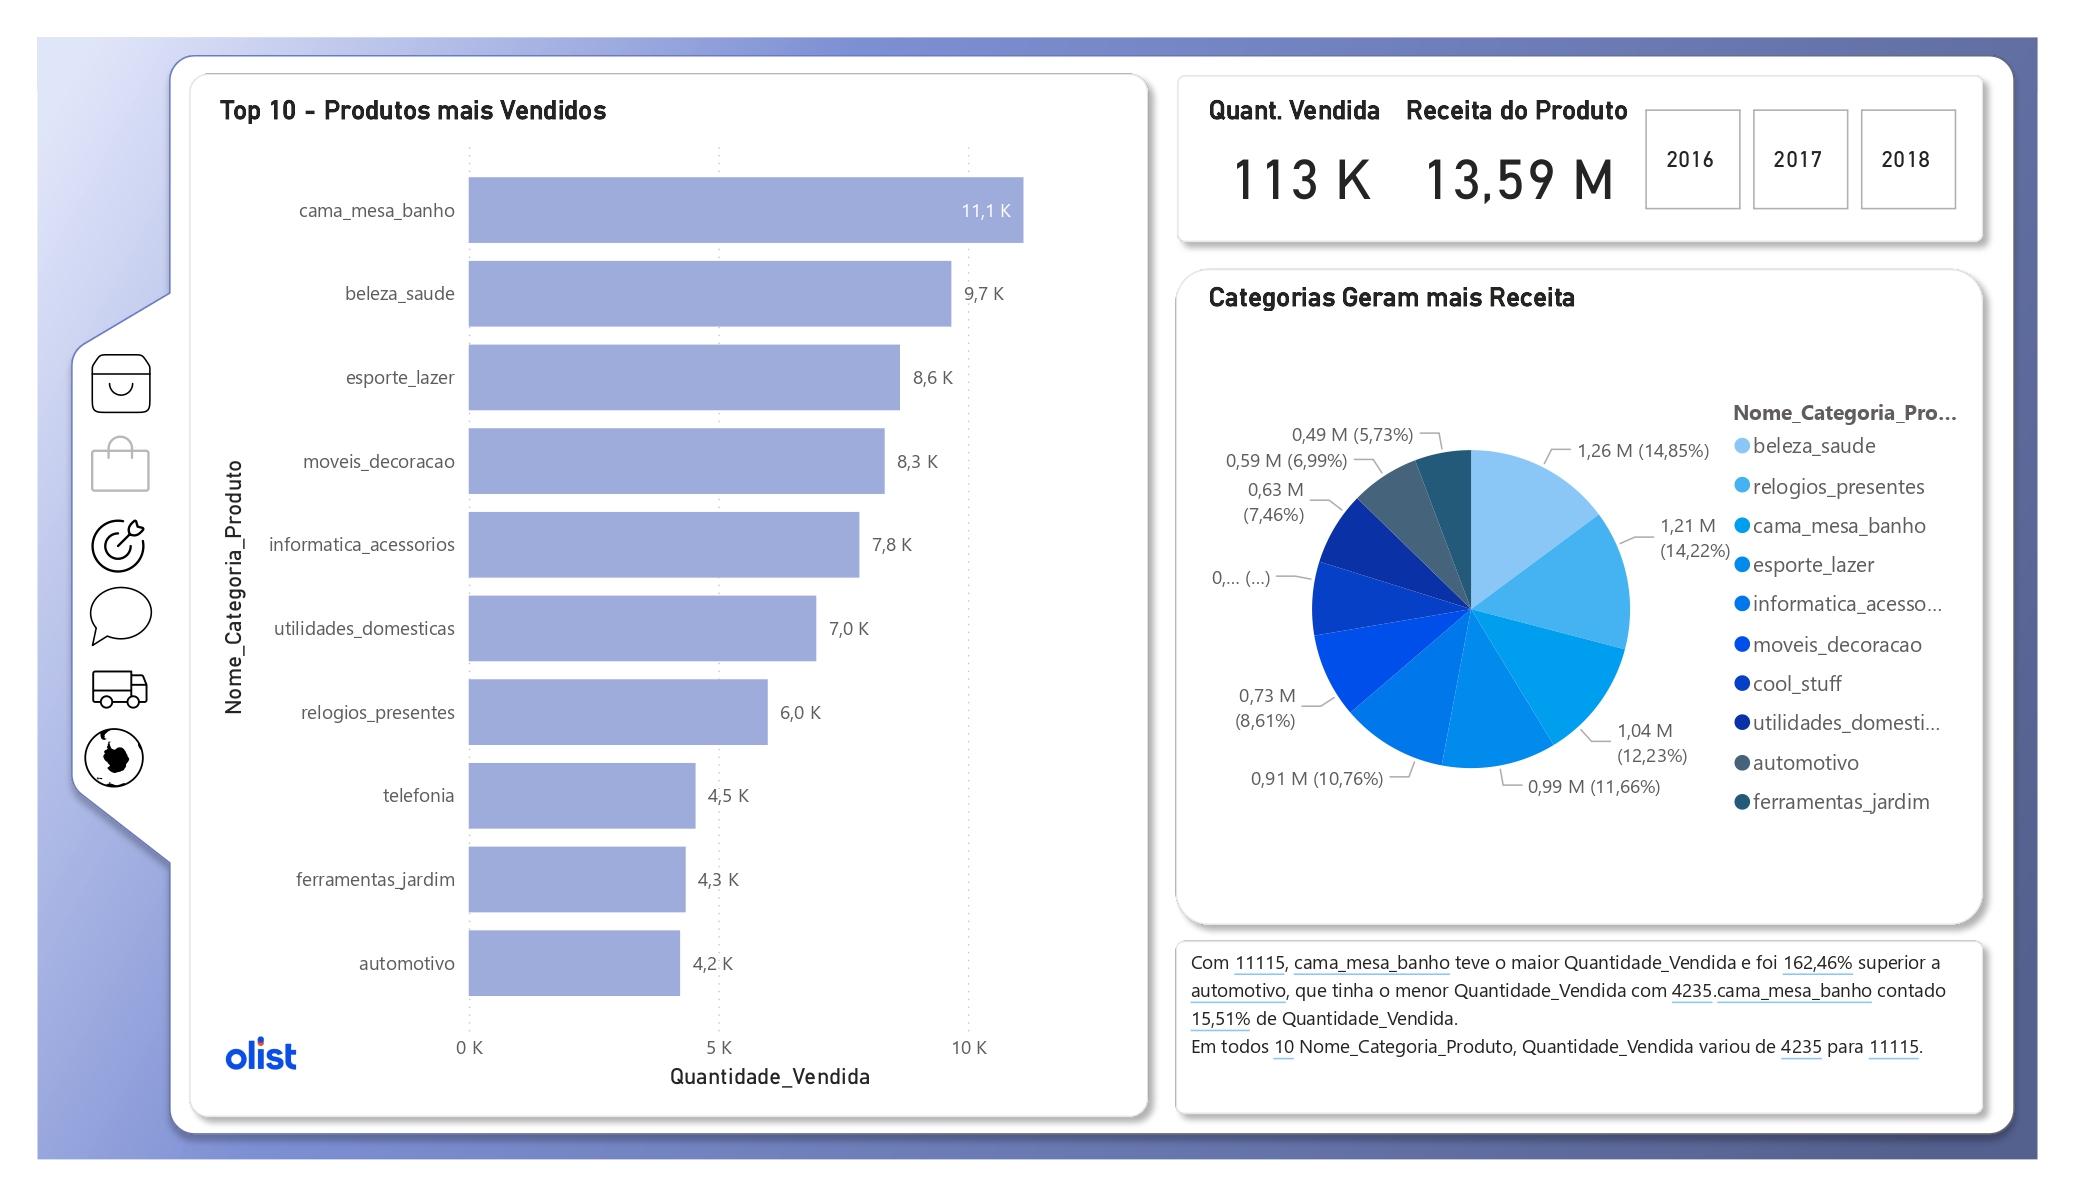 Top 10 - Produtos mais Vendidos
Nome_Categoria_Produto
cama_mesa_banho 11,1 K
beleza_saude 9,7 K
esporte_lazer 8,6 K
moveis_decoracao 8,3 K
informatica_acessorios 7,8 K
utilidades_domesticas 7,0 K
relogios_presentes 6,0 K
telefonia 4,5 K
ferramentas_jardim 4,3 K
automotivo 4,2 K
0 K 5 K 10 K
Quantidade_Vendida
olist
Quant. Vendida Receita do Produto
113 K 13,59 M
2016 2017 2018
Categorias Geram mais Receita
0,49 M (5,73%)
0,59 M (6,99%)
0,63 M
(7,46%)
0,... (...)
0,73 M
(8,61%)
0,91 M (10,76%)
1,26 M (14,85%)
1,21 M
(14,22%)
1,04 M
(12,23%)
0,99 M (11,66%)
Nome_Categoria_Pro...
beleza_saude
relogios_presentes
cama_mesa_banho
esporte_lazer
informatica_acesso...
moveis_decoracao
cool_stuff
utilidades_domesti...
automotivo
ferramentas_jardim
Com 11115, cama_mesa_banho teve o maior Quantidade_Vendida e foi 162,46% superior a
automotivo, que tinha o menor Quantidade_Vendida com 4235.cama_mesa_banho contado
15,51% de Quantidade_Vendida.
Em todos 10 Nome_Categoria_Produto, Quantidade_Vendida variou de 4235 para 11115.